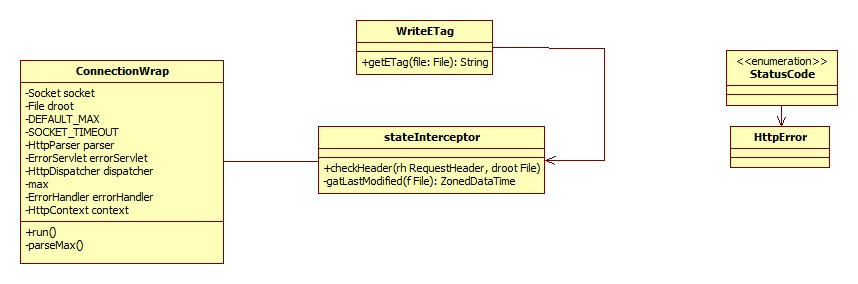 WriteETag
+getETag(file: File): String
ConnectionWrap
-Socket socket
-File droot
-DEFAULT_MAX
-SOCKET_TIMEOUT
-HttpParser parser
-ErrorServlet errorServlet
-HttpDispatcher dispatcher
-max
-ErrorHandler errorHandler
-HttpContext context
+run()
-parseMax()
stateInterceptor
+checkHeader(rh RequestHeader, droot File)
-gatLastModified(f File): ZonedDataTime
<<enumeration>>
StatusCode
HttpError